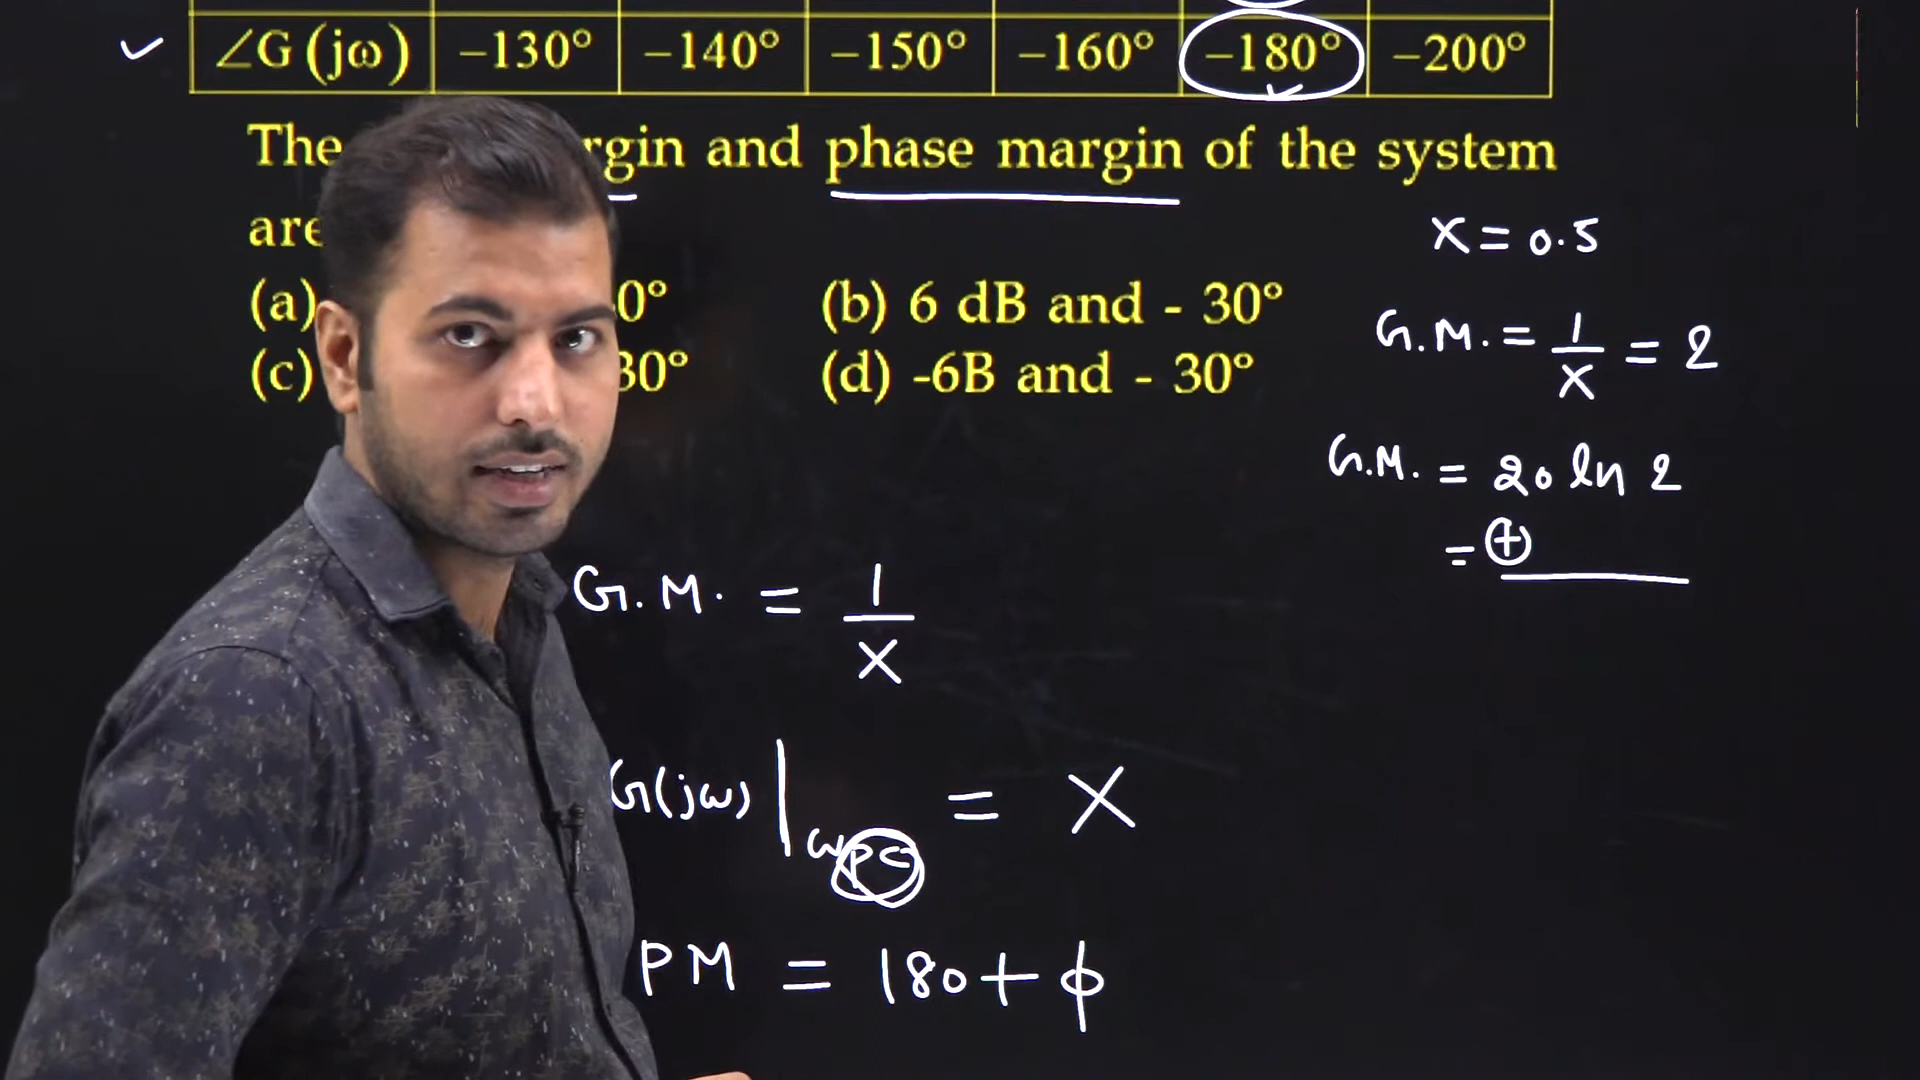 ∠G(jω) −130° −140° −150° −160° −180° −200°
The rgin and phase margin of the system
are
(a) 0° (b) 6 dB and - 30°
(c) 30° (d) -6B and - 30°
X = 0.5
G.M. = 1/X = 2
G.M. = 20 ln 2
= +
G.M. = 1/X
G(jω)|ωPC = X
PM = 180 + ϕ